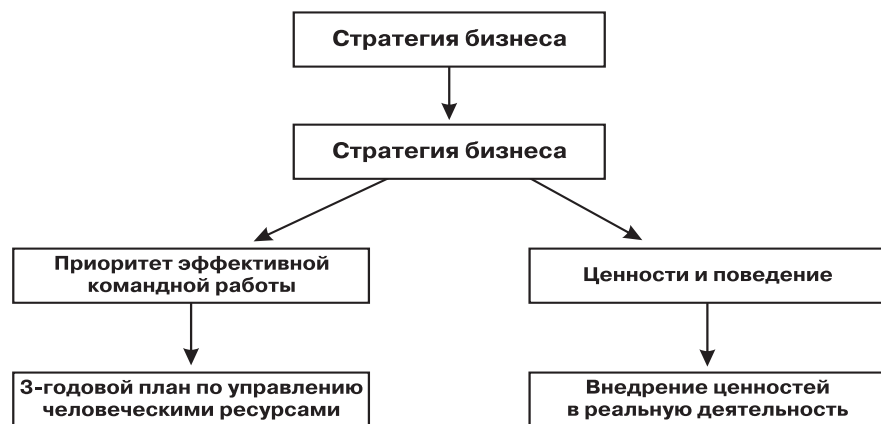 Стратегия бизнеса
Стратегия бизнеса
Приоритет эффективной
командной работы
Ценности и поведение
3-годовой план по управлению
человеческими ресурсами
Внедрение ценностей
в реальную деятельность